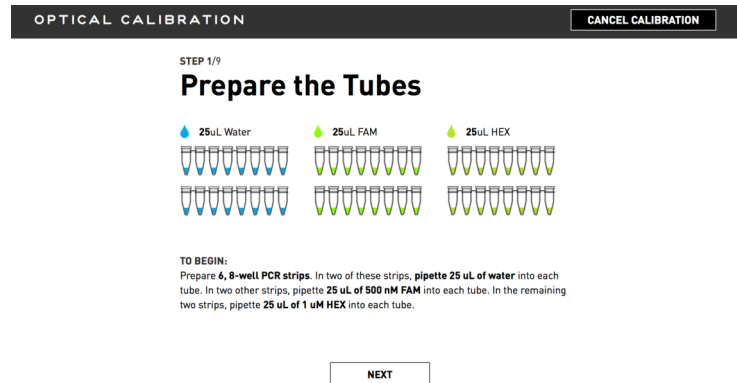 OPTICAL CALIBRATION
CANCEL CALIBRATION
STEP 1/9
Prepare the Tubes
25uL Water
25uL FAM
25uL HEX
TO BEGIN:
Prepare 6, 8-well PCR strips. In two of these strips, pipette 25 uL of water into each
tube. In two other strips, pipette 25 uL of 500 nM FAM into each tube. In the remaining
two strips, pipette 25 uL of 1 uM HEX into each tube.
NEXT